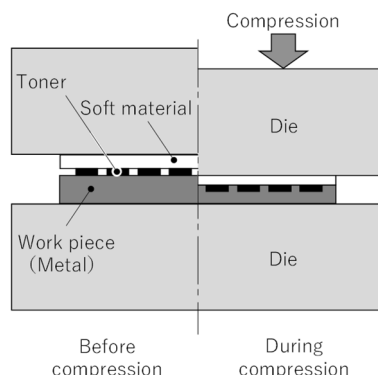 Compression
Toner
Soft material
Die
Work piece
（Metal）
Die
Before
compression
During
compression